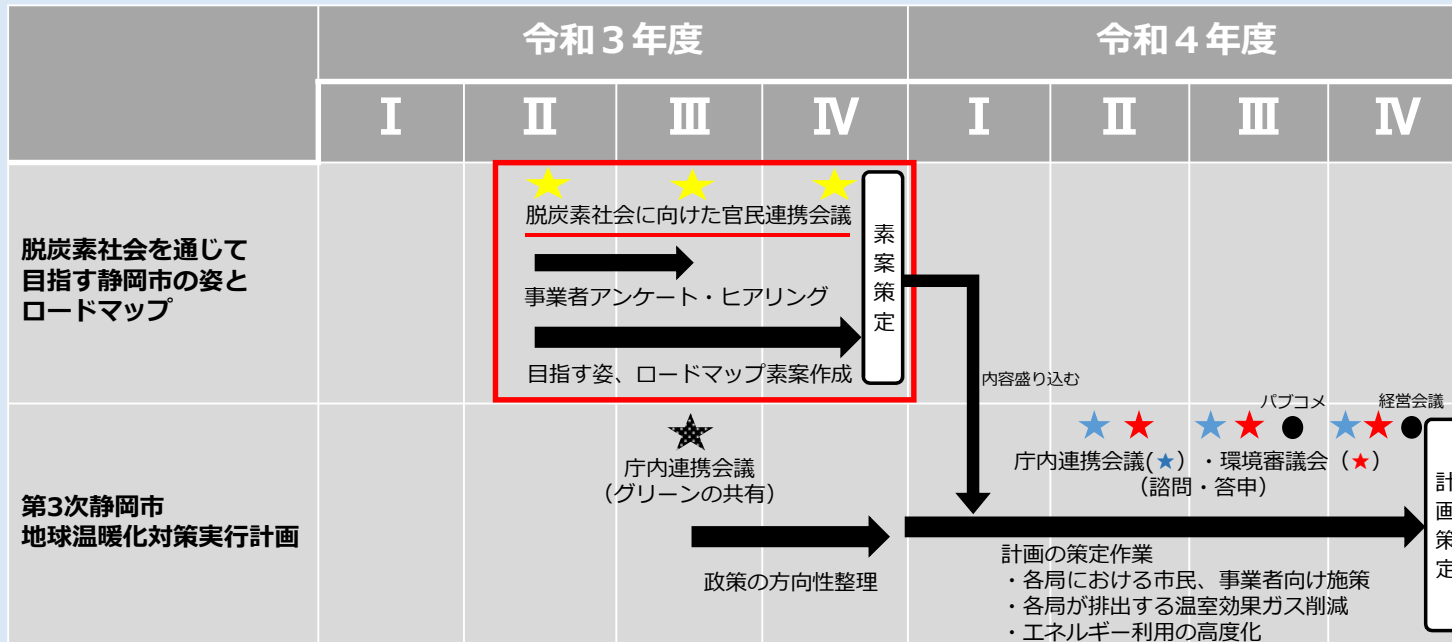 令和３年度
令和４年度
Ⅰ
Ⅱ
Ⅲ
Ⅳ
Ⅰ
Ⅱ
Ⅲ
Ⅳ
脱炭素社会を通じて
目指す静岡市の姿と
ロードマップ
脱炭素社会に向けた官民連携会議
事業者アンケート・ヒアリング
目指す姿、ロードマップ素案作成
素案策定
内容盛り込む
第3次静岡市
地球温暖化対策実行計画
庁内連携会議
（グリーンの共有）
政策の方向性整理
パブコメ
経営会議
庁内連携会議(★)・環境審議会（★）
（諮問・答申）
計画の策定作業
・各局における市民、事業者向け施策
・各局が排出する温室効果ガス削減
・エネルギー利用の高度化
計画策定